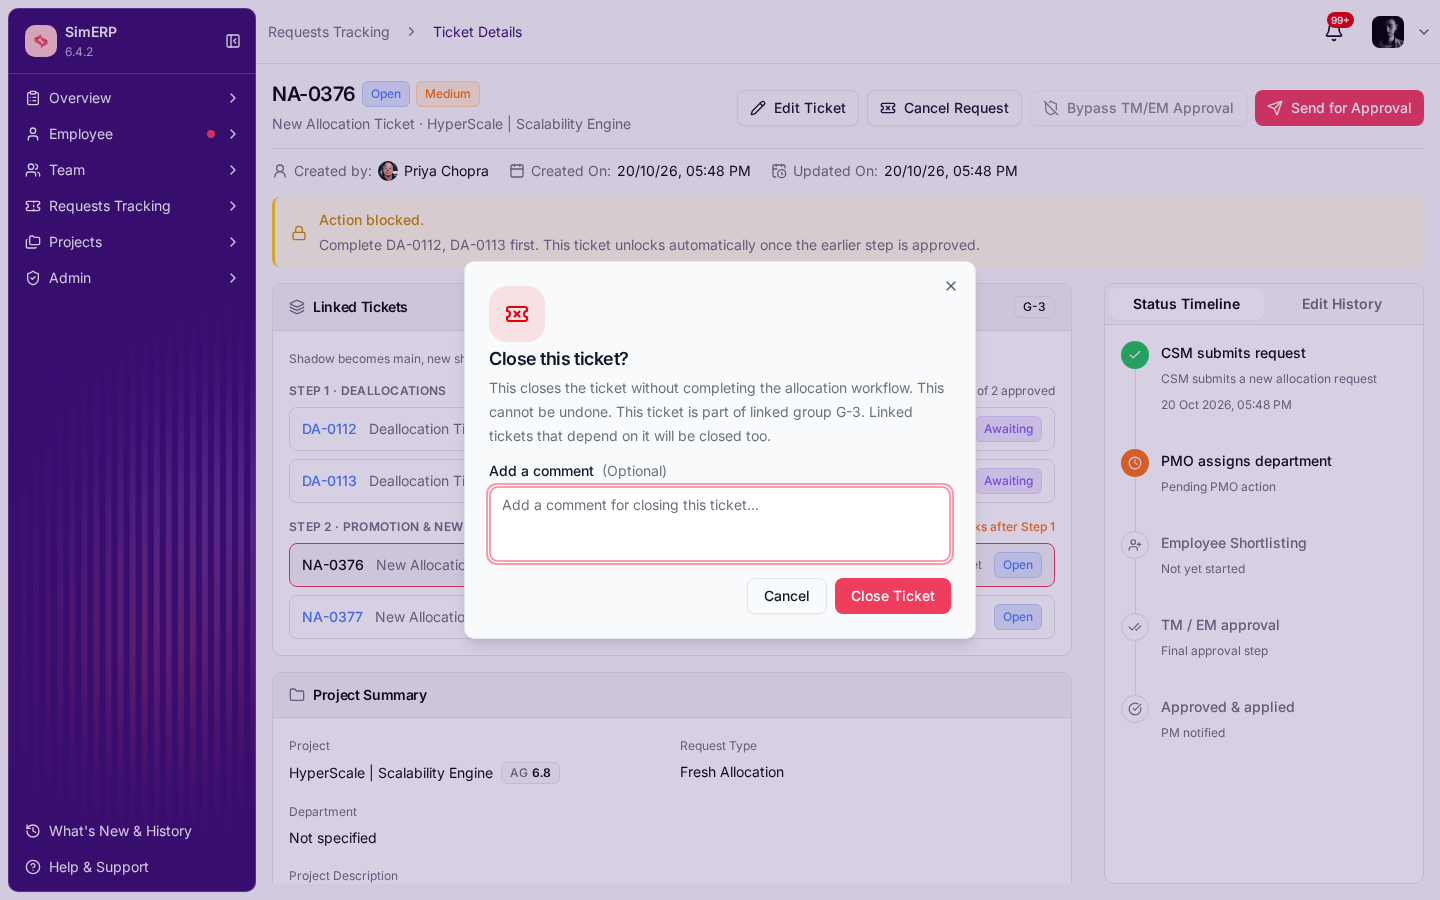 SimERP
6.4.2
Overview
Employee
Team
Requests Tracking
Projects
Admin
What's New & History
Help & Support
Requests Tracking > Ticket Details
99+
NA-0376 Open Medium
New Allocation Ticket · HyperScale | Scalability Engine
Edit Ticket
Cancel Request
Bypass TM/EM Approval
Send for Approval
Created by: Priya Chopra Created On: 20/10/26, 05:48 PM Updated On: 20/10/26, 05:48 PM
Action blocked.
Complete DA-0112, DA-0113 first. This ticket unlocks automatically once the earlier step is approved.
Linked Tickets G-3
Shadow becomes main, new
STEP 1 · DEALLOCATIONS of 2 approved
DA-0112 Deallocation Awaiting
DA-0113 Deallocation Awaiting
STEP 2 · PROMOTION & NEW after Step 1
NA-0376 New Open
NA-0377 New Open
Close this ticket?
This closes the ticket without completing the allocation workflow. This
cannot be undone. This ticket is part of linked group G-3. Linked
tickets that depend on it will be closed too.
Add a comment (Optional)
Add a comment for closing this ticket...
Cancel
Close Ticket
Project Summary
Project
HyperScale | Scalability Engine AG 6.8
Request Type
Fresh Allocation
Department
Not specified
Project Description
Status Timeline
Edit History
CSM submits request
CSM submits a new allocation request
20 Oct 2026, 05:48 PM
PMO assigns department
Pending PMO action
Employee Shortlisting
Not yet started
TM / EM approval
Final approval step
Approved & applied
PM notified